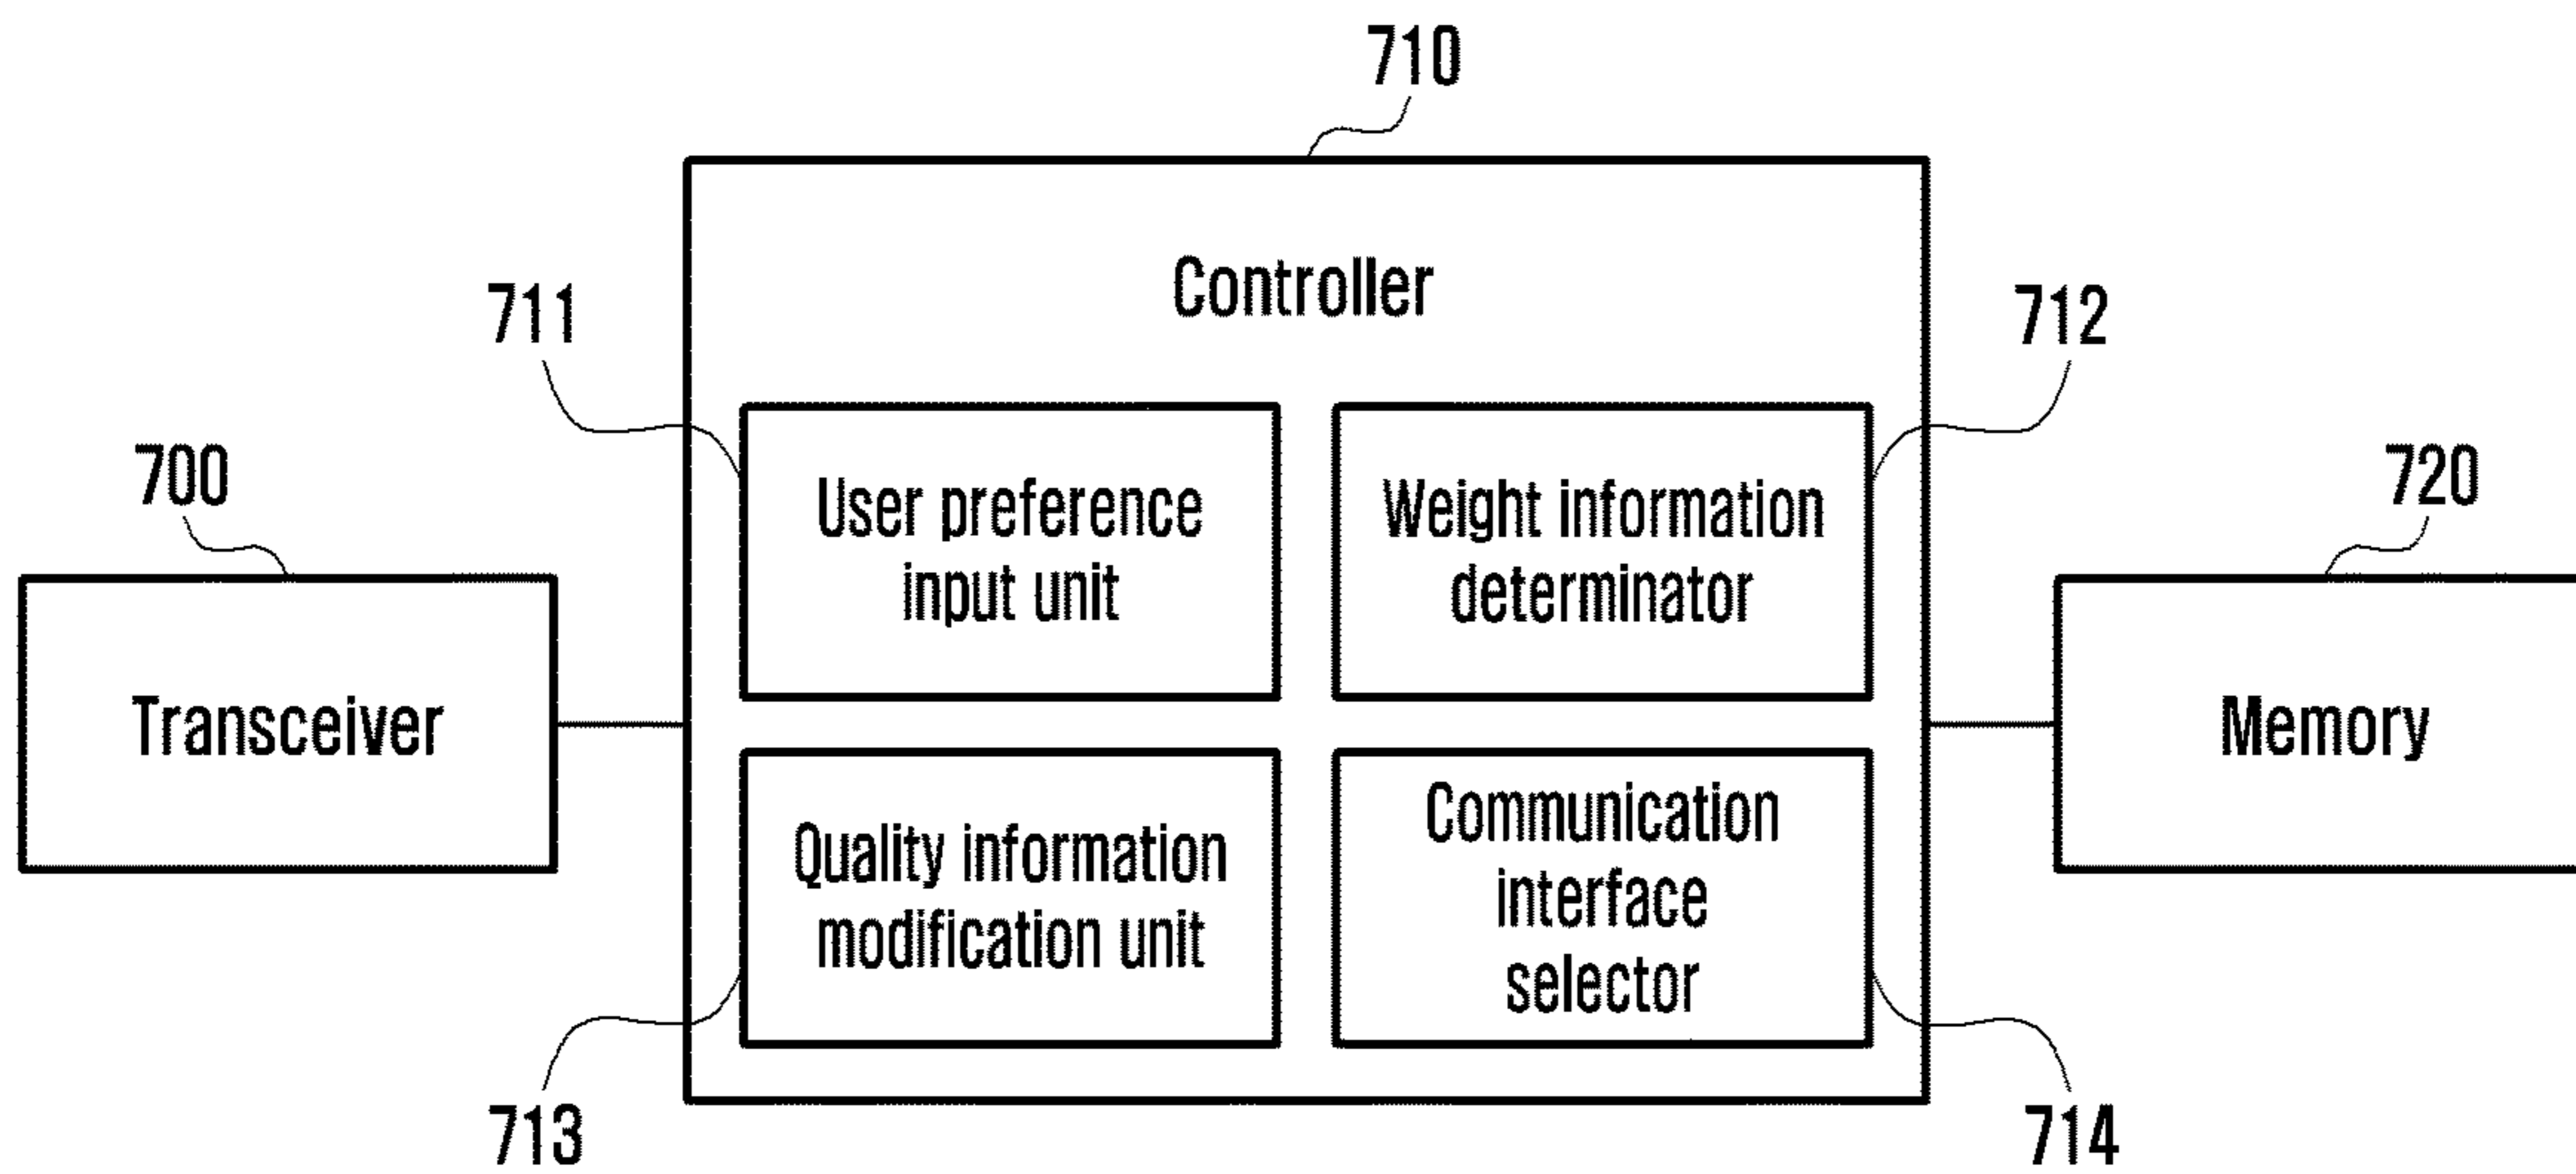 710
Controller
711
712
User preference
input unit
Weight information
determinator
700
720
Transceiver
Memory
Quality information
modification unit
Communication
interface
selector
713
714